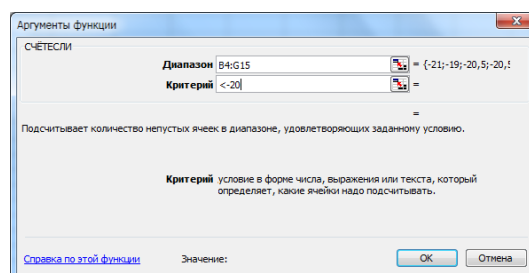 Аргументы функции
СЧЁТЕСЛИ
Диапазон B4:G15 = {-21;-19;-20,5;-20,5
Критерий <-20 =
=
Подсчитывает количество непустых ячеек в диапазоне, удовлетворяющих заданному условию.
Критерий условие в форме числа, выражения или текста, который
определяет, какие ячейки надо подсчитывать.
Справка по этой функции Значение: ОК Отмена